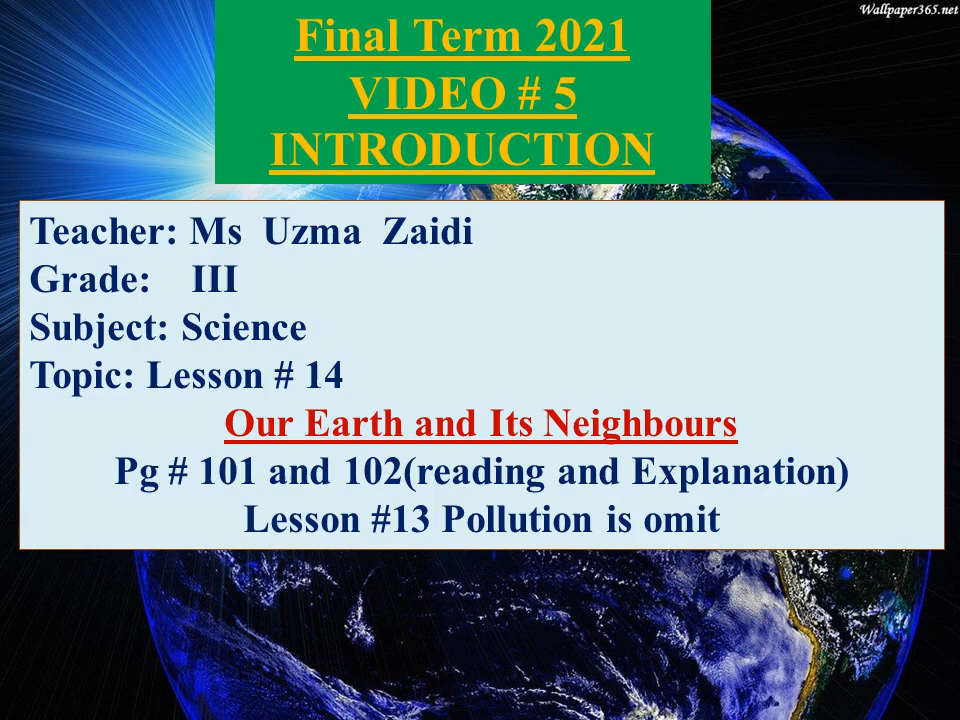 Wallpaper365.net
Final Term 2021
VIDEO # 5
INTRODUCTION
Teacher: Ms Uzma Zaidi
Grade: III
Subject: Science
Topic: Lesson # 14
Our Earth and Its Neighbours
Pg # 101 and 102(reading and Explanation)
Lesson #13 Pollution is omit